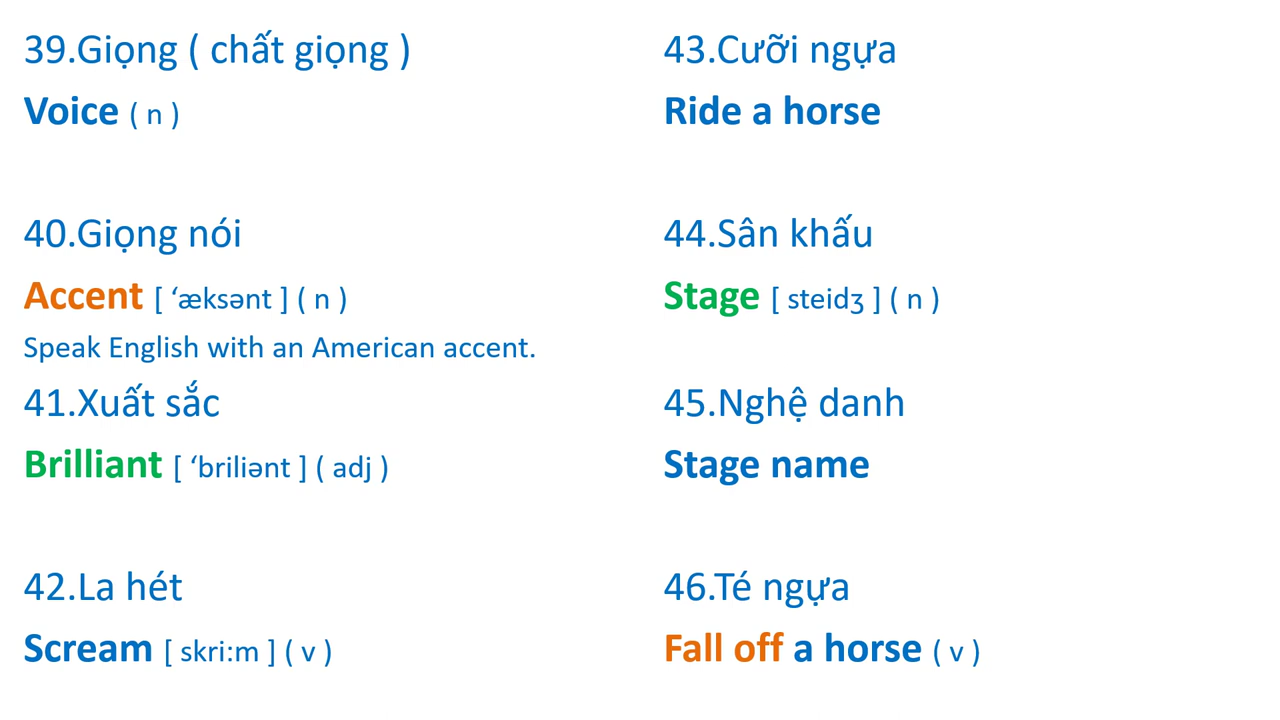 39.Giọng ( chất giọng )
Voice ( n )
40.Giọng nói
Accent [ ‘æksənt ] ( n )
Speak English with an American accent.
41.Xuất sắc
Brilliant [ ‘briliənt ] ( adj )
42.La hét
Scream [ skri:m ] ( v )
43.Cưỡi ngựa
Ride a horse
44.Sân khấu
Stage [ steidʒ ] ( n )
45.Nghệ danh
Stage name
46.Té ngựa
Fall off a horse ( v )